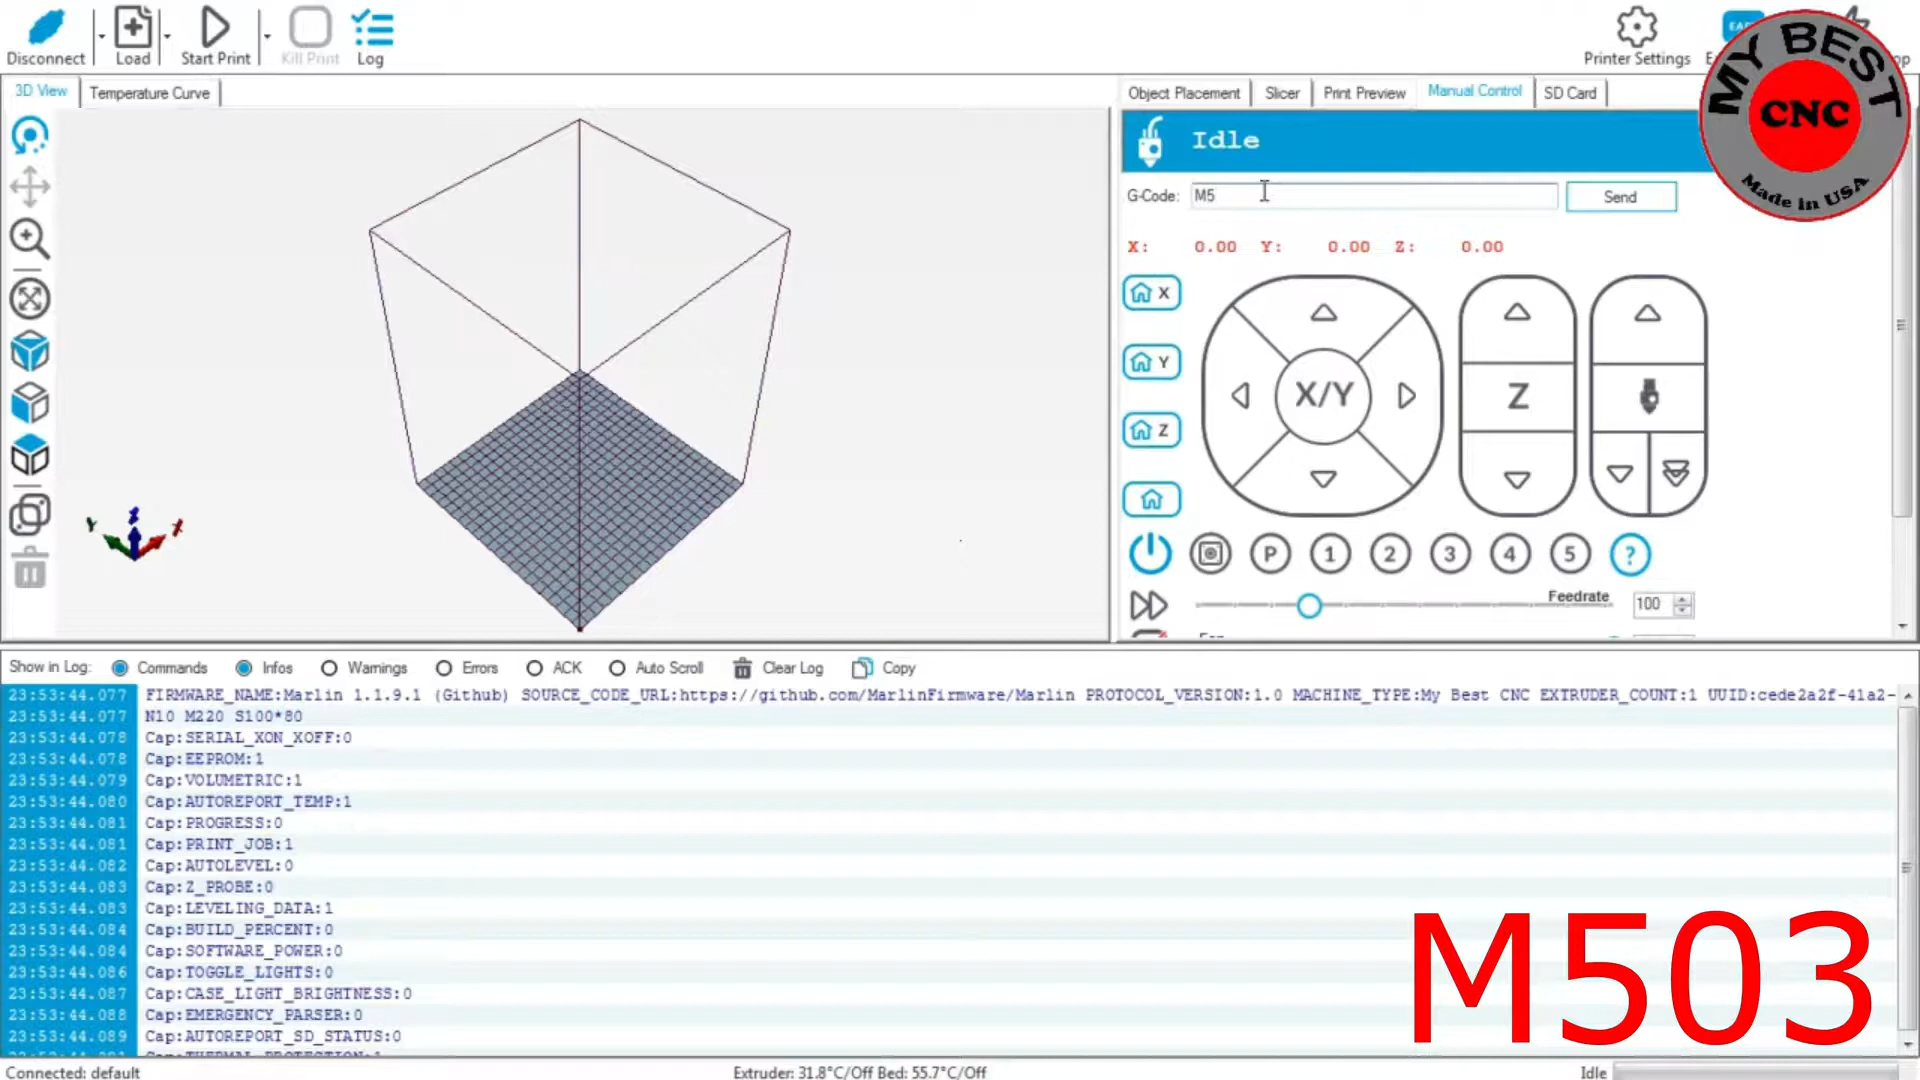 Disconnect
Load
Start Print
Kill Print
Log
Printer Settings
EA
MY BEST
CNC
Made in USA
3D View
Temperature Curve
Object Placement
Slicer
Print Preview
Manual Control
SD Card
Idle
G-Code: M5
Send
X: 0.00 Y: 0.00 Z: 0.00
X
Y
Z
X/Y
Z
Y Z X
P 1 2 3 4 5 ?
Feedrate 100
Show in Log: Commands Infos Warnings Errors ACK Auto Scroll Clear Log Copy
23:53:44.077 FIRMWARE_NAME:Marlin 1.1.9.1 (Github) SOURCE_CODE_URL:https://github.com/MarlinFirmware/Marlin PROTOCOL_VERSION:1.0 MACHINE_TYPE:My Best CNC EXTRUDER_COUNT:1 UUID:cede2a2f-41a2-
23:53:44.077 N10 M220 S100*80
23:53:44.078 Cap:SERIAL_XON_XOFF:0
23:53:44.078 Cap:EEPROM:1
23:53:44.079 Cap:VOLUMETRIC:1
23:53:44.080 Cap:AUTOREPORT_TEMP:1
23:53:44.081 Cap:PROGRESS:0
23:53:44.081 Cap:PRINT_JOB:1
23:53:44.082 Cap:AUTOLEVEL:0
23:53:44.083 Cap:Z_PROBE:0
23:53:44.083 Cap:LEVELING_DATA:1
23:53:44.084 Cap:BUILD_PERCENT:0
23:53:44.084 Cap:SOFTWARE_POWER:0
23:53:44.086 Cap:TOGGLE_LIGHTS:0
23:53:44.087 Cap:CASE_LIGHT_BRIGHTNESS:0
23:53:44.088 Cap:EMERGENCY_PARSER:0
23:53:44.089 Cap:AUTOREPORT_SD_STATUS:0
M503
Connected: default
Extruder: 31.8°C/Off Bed: 55.7°C/Off
Idle